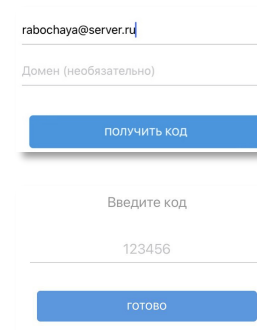 rabochaya@server.ru
Домен (необязательно)
ПОЛУЧИТЬ КОД
Введите код
123456
ГОТОВО